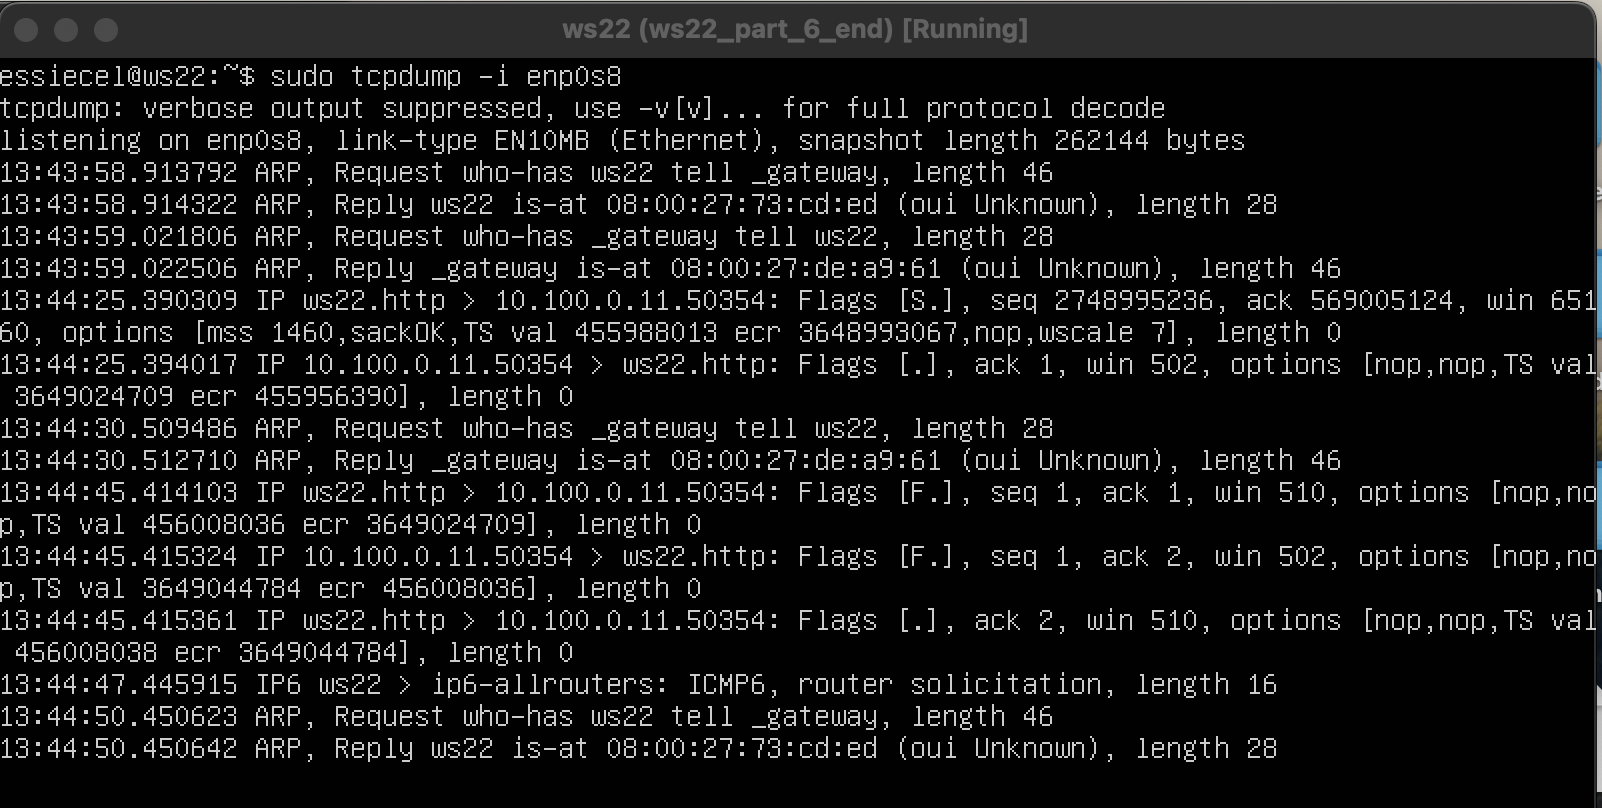 ws22 (ws22_part_6_end) [Running]
essiecel@ws22:~$ sudo tcpdump -i enp0s8
tcpdump: verbose output suppressed, use -v[v]... for full protocol decode
listening on enp0s8, link-type EN10MB (Ethernet), snapshot length 262144 bytes
13:43:58.913792 ARP, Request who-has ws22 tell _gateway, length 46
13:43:58.914322 ARP, Reply ws22 is-at 08:00:27:73:cd:ed (oui Unknown), length 28
13:43:59.021806 ARP, Request who-has _gateway tell ws22, length 28
13:43:59.022506 ARP, Reply _gateway is-at 08:00:27:de:a9:61 (oui Unknown), length 46
13:44:25.390309 IP ws22.http > 10.100.0.11.50354: Flags [S.], seq 2748995236, ack 569005124, win 651
60, options [mss 1460,sackOK,TS val 455988013 ecr 3648993067,nop,wscale 7], length 0
13:44:25.394017 IP 10.100.0.11.50354 > ws22.http: Flags [.], ack 1, win 502, options [nop,nop,TS val
 3649024709 ecr 455956390], length 0
13:44:30.509486 ARP, Request who-has _gateway tell ws22, length 28
13:44:30.512710 ARP, Reply _gateway is-at 08:00:27:de:a9:61 (oui Unknown), length 46
13:44:45.414103 IP ws22.http > 10.100.0.11.50354: Flags [F.], seq 1, ack 1, win 510, options [nop,no
p,TS val 456008036 ecr 3649024709], length 0
13:44:45.415324 IP 10.100.0.11.50354 > ws22.http: Flags [F.], seq 1, ack 2, win 502, options [nop,no
p,TS val 3649044784 ecr 456008036], length 0
13:44:45.415361 IP ws22.http > 10.100.0.11.50354: Flags [.], ack 2, win 510, options [nop,nop,TS val
 456008038 ecr 3649044784], length 0
13:44:47.445915 IP6 ws22 > ip6-allrouters: ICMP6, router solicitation, length 16
13:44:50.450623 ARP, Request who-has ws22 tell _gateway, length 46
13:44:50.450642 ARP, Reply ws22 is-at 08:00:27:73:cd:ed (oui Unknown), length 28